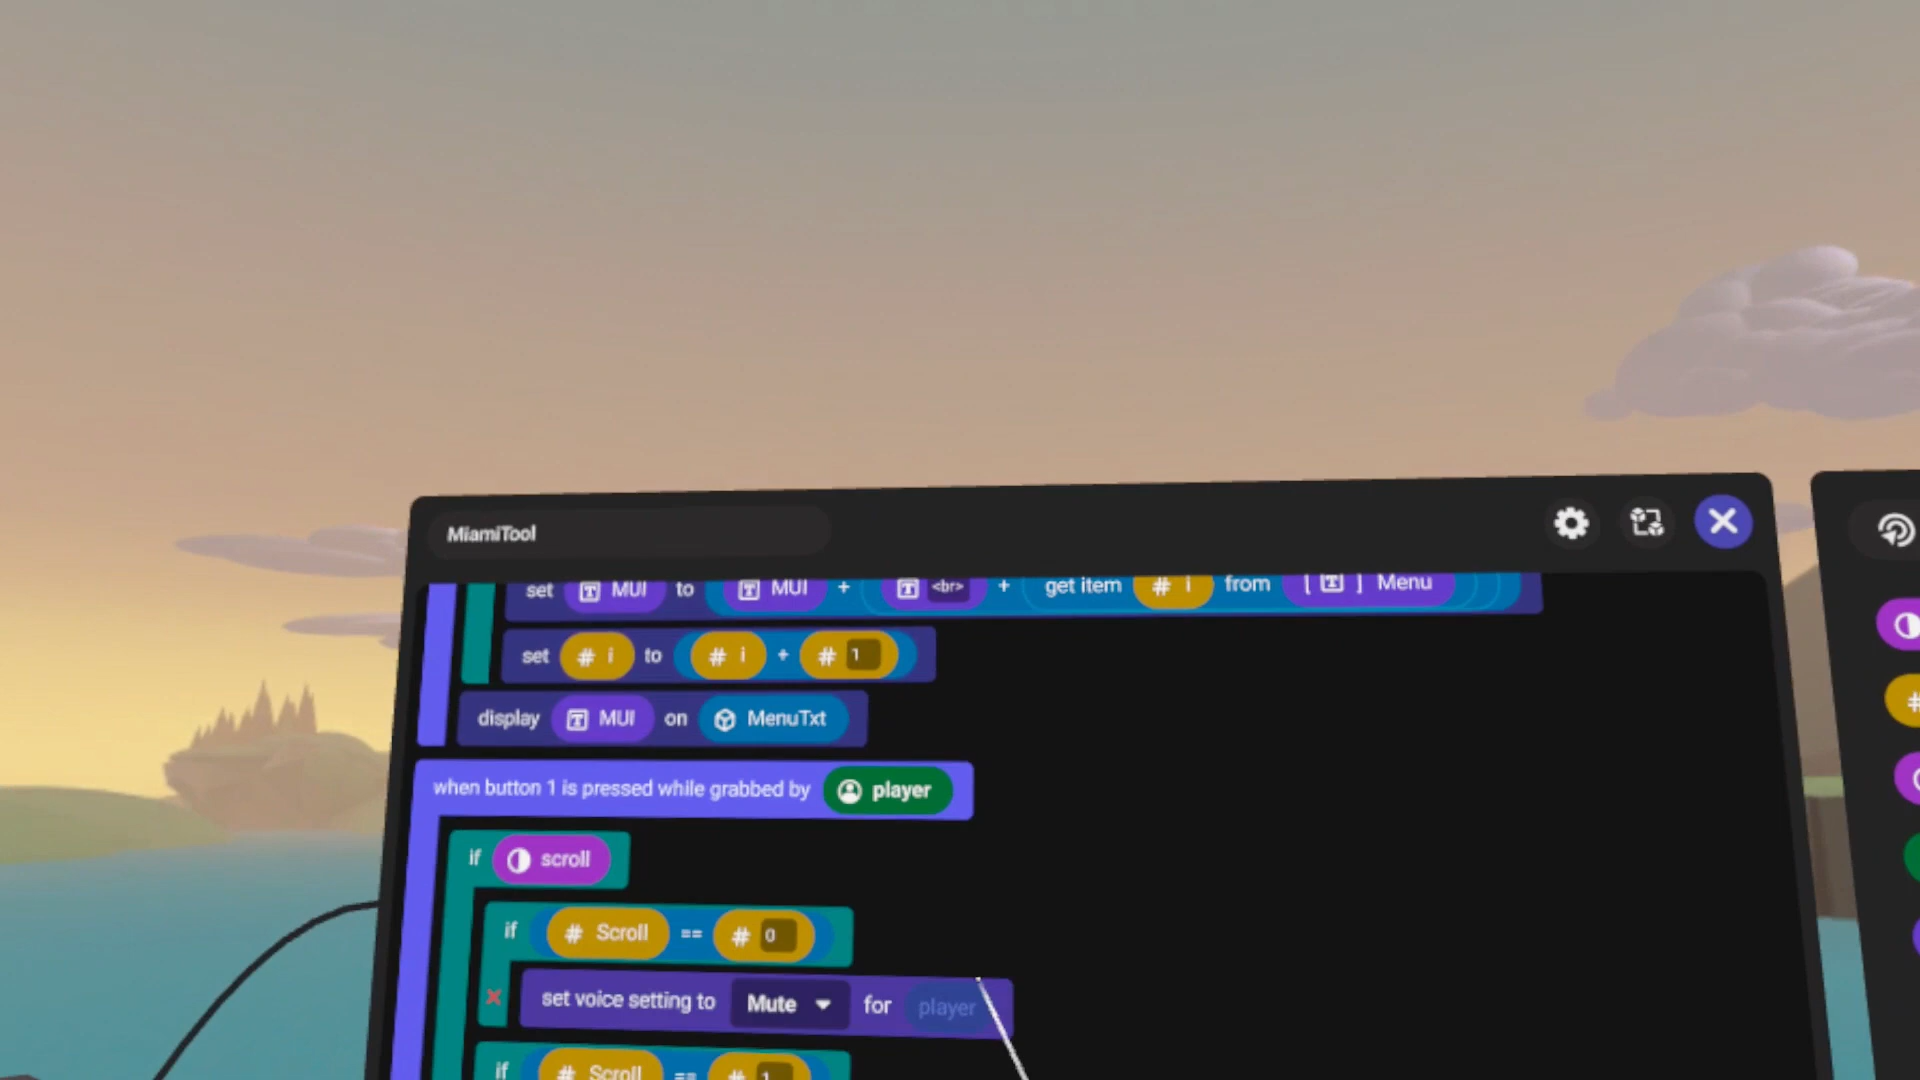 MiamiTool
set MUI to MUI + <br> + get item # i from [ T ] Menu
set # i to # i + # 1
display T MUI on MenuTxt
when button 1 is pressed while grabbed by player
if scroll
if # Scroll == # 0
set voice setting to Mute for player
if # Scroll == # 1